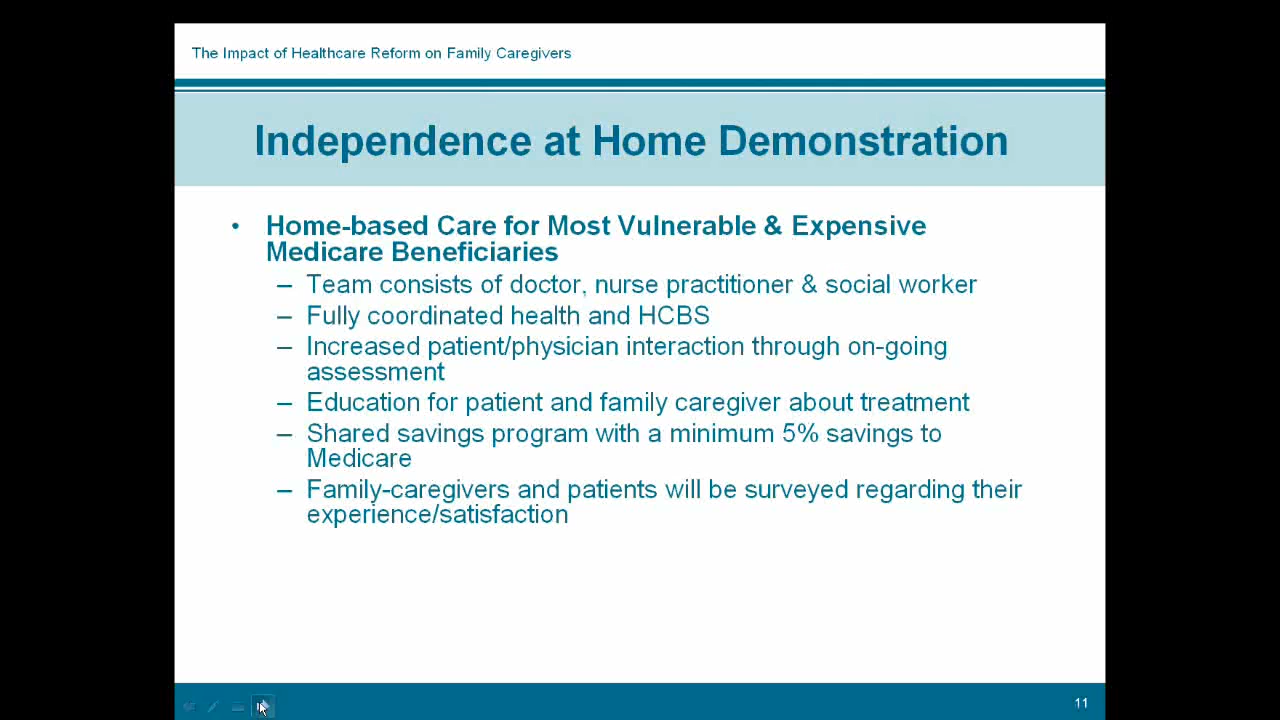 The Impact of Healthcare Reform on Family Caregivers
Independence at Home Demonstration
• Home-based Care for Most Vulnerable & Expensive
Medicare Beneficiaries
– Team consists of doctor, nurse practitioner & social worker
– Fully coordinated health and HCBS
– Increased patient/physician interaction through on-going
assessment
– Education for patient and family caregiver about treatment
– Shared savings program with a minimum 5% savings to
Medicare
– Family-caregivers and patients will be surveyed regarding their
experience/satisfaction
11